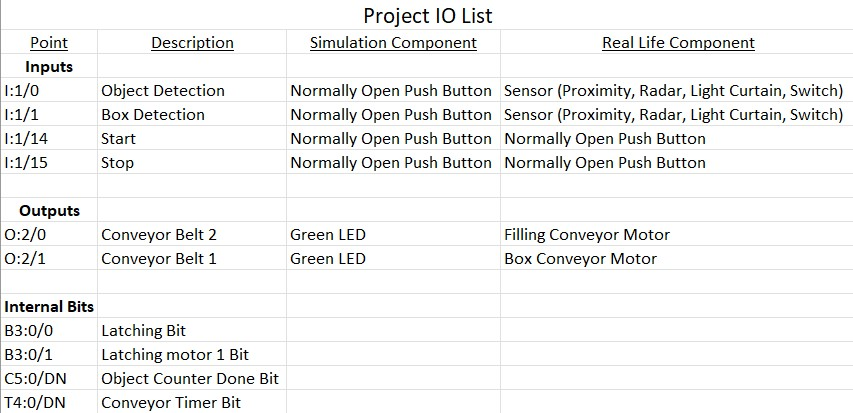 Project IO List
Point Description Simulation Component Real Life Component
Inputs
I:1/0 Object Detection Normally Open Push Button Sensor (Proximity, Radar, Light Curtain, Switch)
I:1/1 Box Detection Normally Open Push Button Sensor (Proximity, Radar, Light Curtain, Switch)
I:1/14 Start Normally Open Push Button Normally Open Push Button
I:1/15 Stop Normally Open Push Button Normally Open Push Button
Outputs
O:2/0 Conveyor Belt 2 Green LED Filling Conveyor Motor
O:2/1 Conveyor Belt 1 Green LED Box Conveyor Motor
Internal Bits
B3:0/0 Latching Bit
B3:0/1 Latching motor 1 Bit
C5:0/DN Object Counter Done Bit
T4:0/DN Conveyor Timer Bit